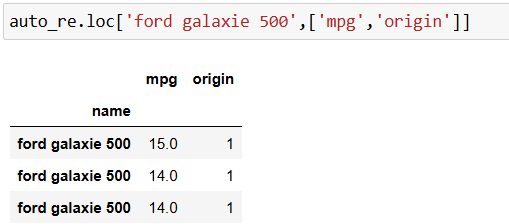 auto_re.loc['ford galaxie 500',['mpg','origin']]
mpg origin
name
ford galaxie 500 15.0 1
ford galaxie 500 14.0 1
ford galaxie 500 14.0 1